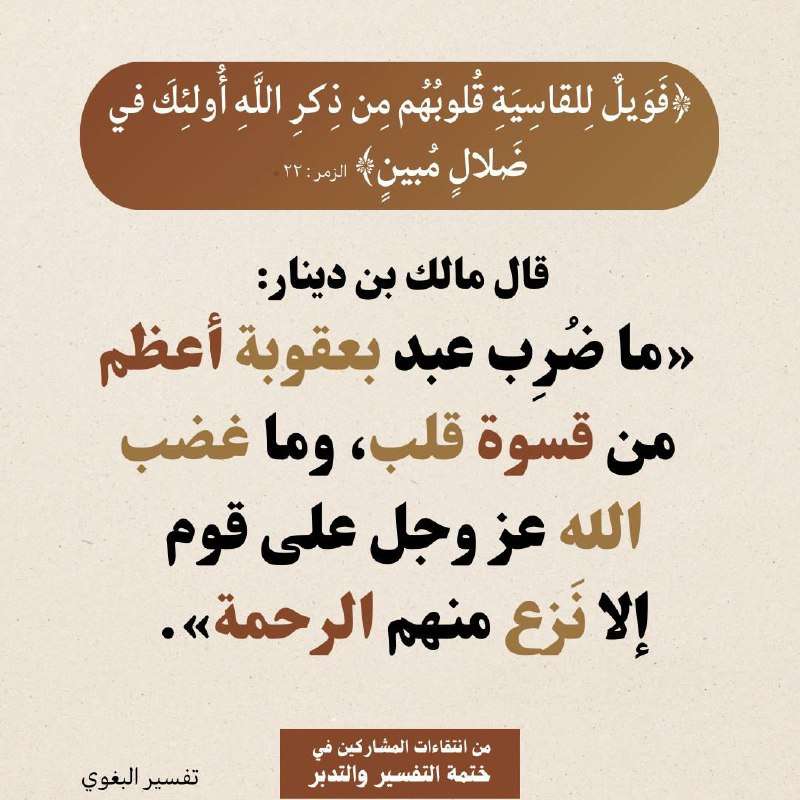 ﴿فَوَيلٌ لِلقاسِيَةِ قُلوبُهُم مِن ذِكرِ اللَّهِ أُولئِكَ في
ضَلالٍ مُبينٍ﴾ الزمر: ٢٢
قال مالك بن دينار:
«ما ضُرِب عبد بعقوبة أعظم
من قسوة قلب، وما غضب
الله عز وجل على قوم
إلا نَزع منهم الرحمة».
من انتقاءات المشاركين في
ختمة التفسير والتدبر
تفسير البغوي